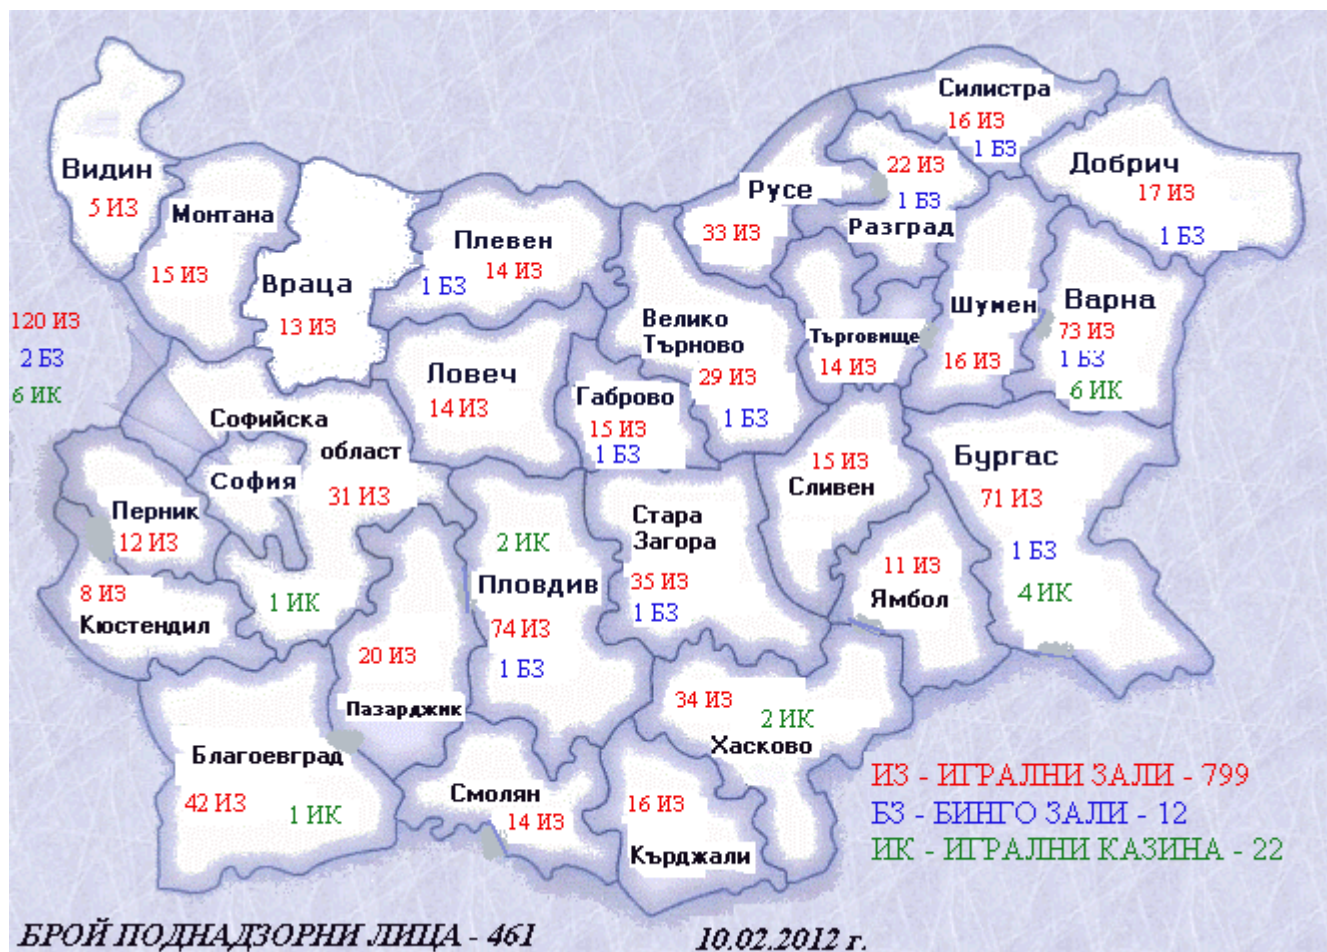 Силистра
16 ИЗ
1 БЗ
Добрич
17 ИЗ
1 БЗ
Видин
5 ИЗ
Монтана
15 ИЗ
Враца
13 ИЗ
Плевен
14 ИЗ
1 БЗ
Русе
33 ИЗ
22 ИЗ
1 БЗ
Разград
Шумен
16 ИЗ
Варна
73 ИЗ
1 БЗ
6 ИК
120 ИЗ
2 БЗ
6 ИК
Велико
Търново
29 ИЗ
1 БЗ
Търговище
14 ИЗ
Ловеч
14 ИЗ
Габрово
15 ИЗ
1 БЗ
Софийска
област
31 ИЗ
1 ИК
София
Перник
12 ИЗ
8 ИЗ
Кюстендил
2 ИК
Пловдив
74 ИЗ
1 БЗ
Стара
Загора
35 ИЗ
1 БЗ
15 ИЗ
Сливен
Бургас
71 ИЗ
1 БЗ
4 ИК
11 ИЗ
Ямбол
20 ИЗ
Пазарджик
34 ИЗ
2 ИК
Хасково
Благоевград
42 ИЗ
1 ИК
Смолян
14 ИЗ
16 ИЗ
Кърджали
ИЗ - ИГРАЛНИ ЗАЛИ - 799
БЗ - БИНГО ЗАЛИ - 12
ИК - ИГРАЛНИ КАЗИНА - 22
БРОЙ ПОДНАДЗОРНИ ЛИЦА - 461
10.02.2012 г.